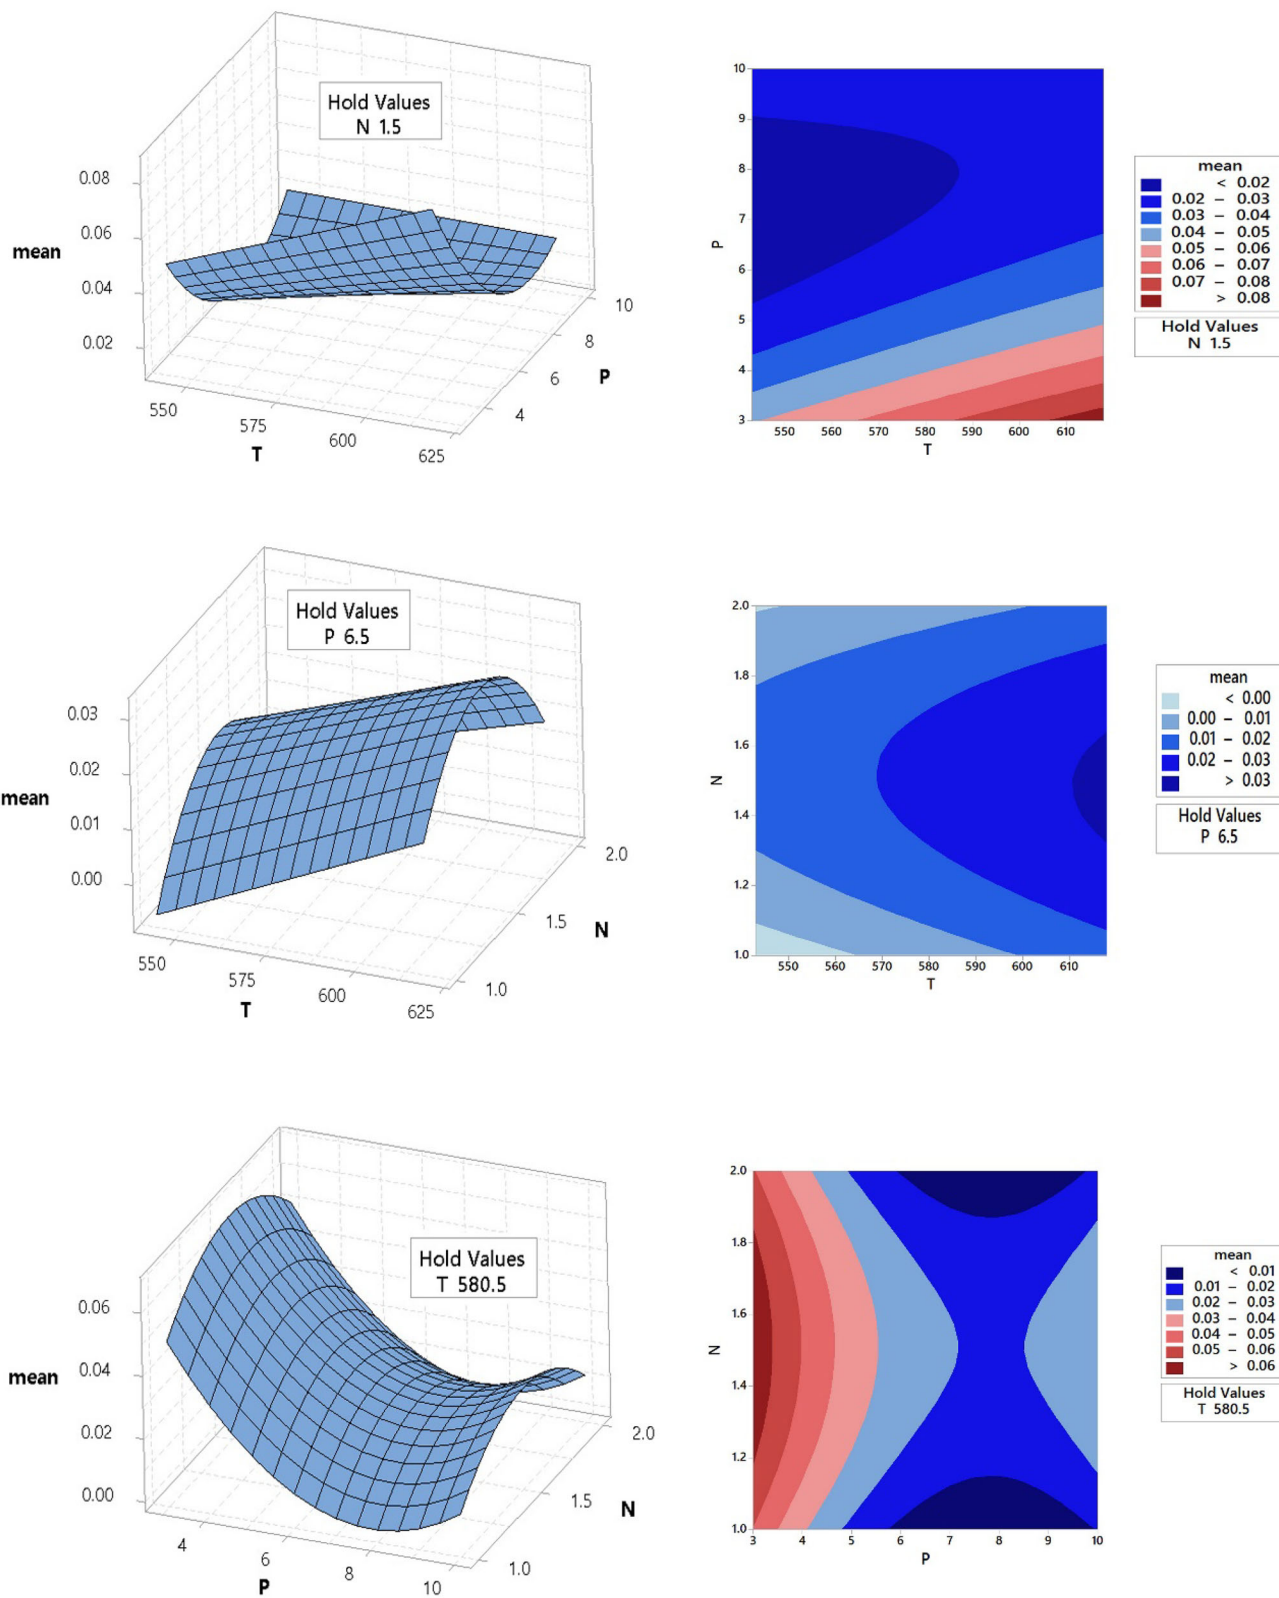 Hold Values
N 1.5
0.08
0.06
0.04
0.02
mean
550
575
600
625
T
4
6
8
10
P
10
9
8
7
6
5
4
3
P
550
560
570
580
590
600
610
T
mean
< 0.02
0.02 – 0.03
0.03 – 0.04
0.04 – 0.05
0.05 – 0.06
0.06 – 0.07
0.07 – 0.08
> 0.08
Hold Values
N 1.5
Hold Values
P 6.5
0.03
0.02
0.01
0.00
mean
550
575
600
625
T
1.0
1.5
2.0
N
2.0
1.8
1.6
1.4
1.2
1.0
N
550
560
570
580
590
600
610
T
mean
< 0.00
0.00 – 0.01
0.01 – 0.02
0.02 – 0.03
> 0.03
Hold Values
P 6.5
Hold Values
T 580.5
0.06
0.04
0.02
0.00
mean
4
6
8
10
P
1.0
1.5
2.0
N
2.0
1.8
1.6
1.4
1.2
1.0
N
3
4
5
6
7
8
9
10
P
mean
< 0.01
0.01 – 0.02
0.02 – 0.03
0.03 – 0.04
0.04 – 0.05
0.05 – 0.06
> 0.06
Hold Values
T 580.5